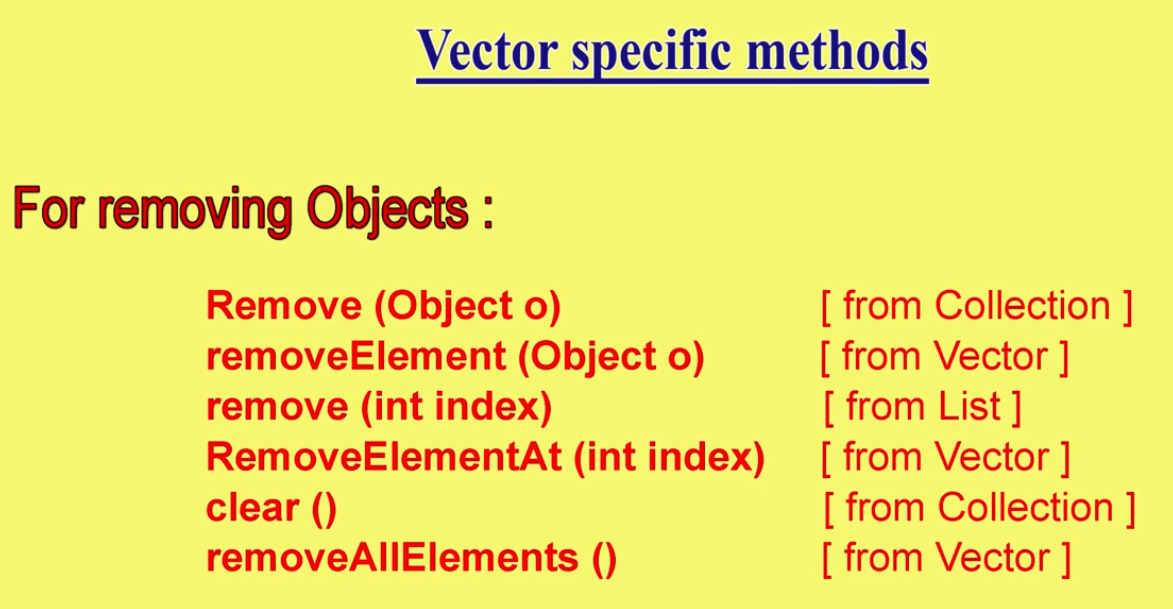 Vector specific methods
For removing Objects :
Remove (Object o) [ from Collection ]
removeElement (Object o) [ from Vector ]
remove (int index) [ from List ]
RemoveElementAt (int index) [ from Vector ]
clear () [ from Collection ]
removeAllElements () [ from Vector ]